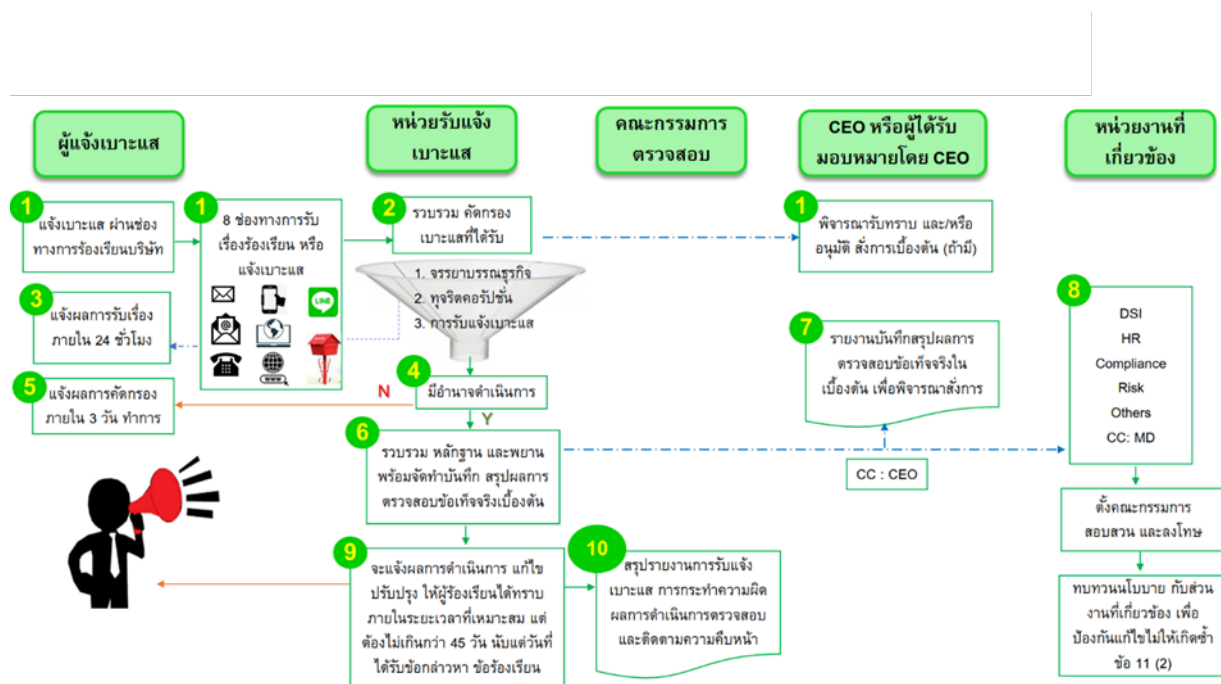 ผู้แจ้งเบาะแส
หน่วยรับแจ้ง
เบาะแส
คณะกรรมการ
ตรวจสอบ
CEO หรือผู้ได้รับ
มอบหมายโดย CEO
หน่วยงานที่
เกี่ยวข้อง
1
แจ้งเบาะแส ผ่านช่อง
ทางการร้องเรียนบริษัท
1
8 ช่องทางการรับ
เรื่องร้องเรียน หรือ
แจ้งเบาะแส
LINE
WWW
2
รวบรวม คัดกรอง
เบาะแสที่ได้รับ
1. จรรยาบรรณธุรกิจ
2. ทุจริตคอรัปชั่น
3. การรับแจ้งเบาะแส
1
พิจารณารับทราบ และ/หรือ
อนุมัติ สั่งการเบื้องต้น (ถ้ามี)
3
แจ้งผลการรับเรื่อง
ภายใน 24 ชั่วโมง
4
มีอำนาจดำเนินการ
N
Y
5
แจ้งผลการคัดกรอง
ภายใน 3 วัน ทำการ
6
รวบรวม หลักฐาน และพยาน
พร้อมจัดทำบันทึก สรุปผลการ
ตรวจสอบข้อเท็จจริงเบื้องต้น
7
รายงานบันทึกสรุปผลการ
ตรวจสอบข้อเท็จจริงใน
เบื้องต้น เพื่อพิจารณาสั่งการ
CC : CEO
8
DSI
HR
Compliance
Risk
Others
CC: MD
ตั้งคณะกรรมการ
สอบสวน และลงโทษ
ทบทวนนโบบาย กับส่วน
งานที่เกี่ยวข้อง เพื่อ
ป้องกันแก้ไขไม่ให้เกิดซ้ำ
ข้อ 11 (2)
9
จะแจ้งผลการดำเนินการ แก้ไข
ปรับปรุง ให้ผู้ร้องเรียนได้ทราบ
ภายในระยะเวลาที่เหมาะสม แต่
ต้องไม่เกินกว่า 45 วัน นับแต่วันที่
ได้รับข้อกล่าวหา ข้อร้องเรียน
10
สรุปรายงานการรับแจ้ง
เบาะแส การกระทำความผิด
ผลการดำเนินการตรวจสอบ
และติดตามความคืบหน้า